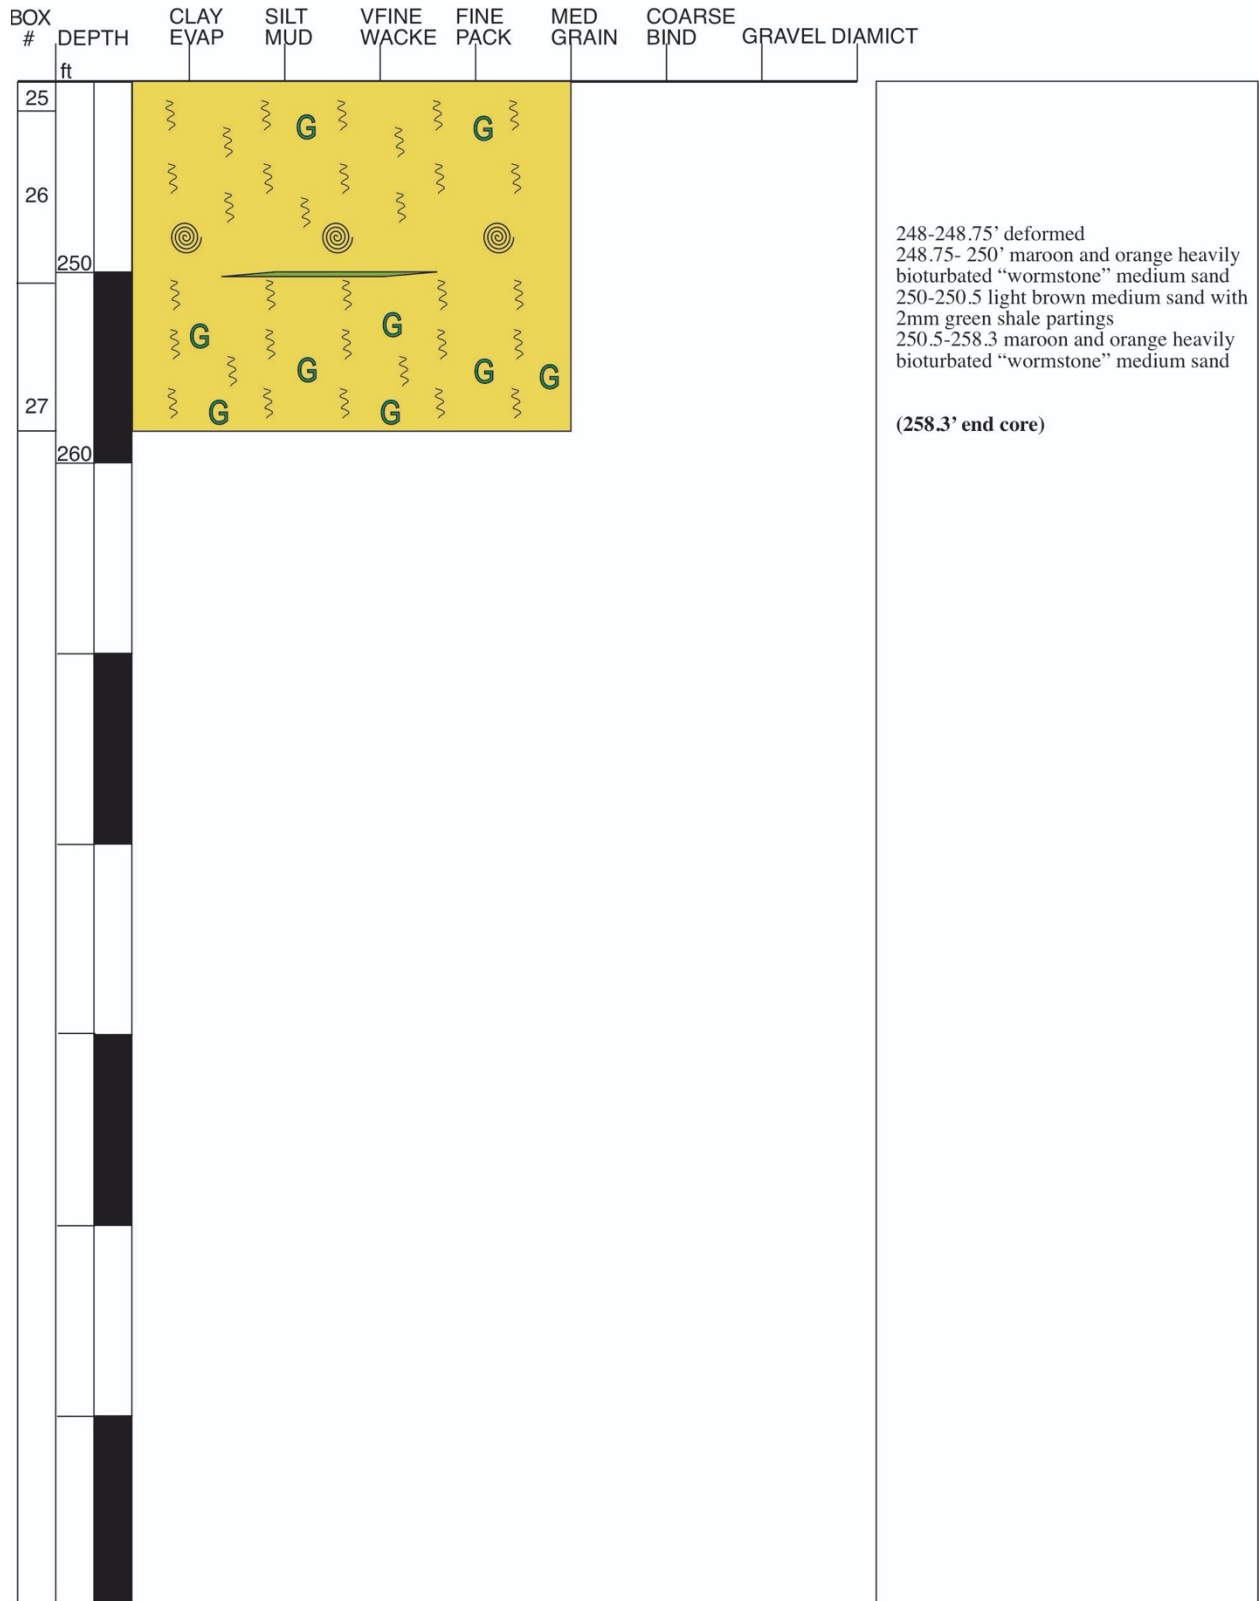 BOX
#
DEPTH
CLAY
EVAP
SILT
MUD
VFINE
WACKE
FINE
PACK
MED
GRAIN
COARSE
BIND
GRAVEL DIAMICT
ft
25
G
G
26
248-248.75’ deformed
248.75- 250’ maroon and orange heavily
bioturbated “wormstone” medium sand
250-250.5 light brown medium sand with
2mm green shale partings
250.5-258.3 maroon and orange heavily
bioturbated “wormstone” medium sand
250
G
G
G
G
G
27
G
G
(258.3’ end core)
260